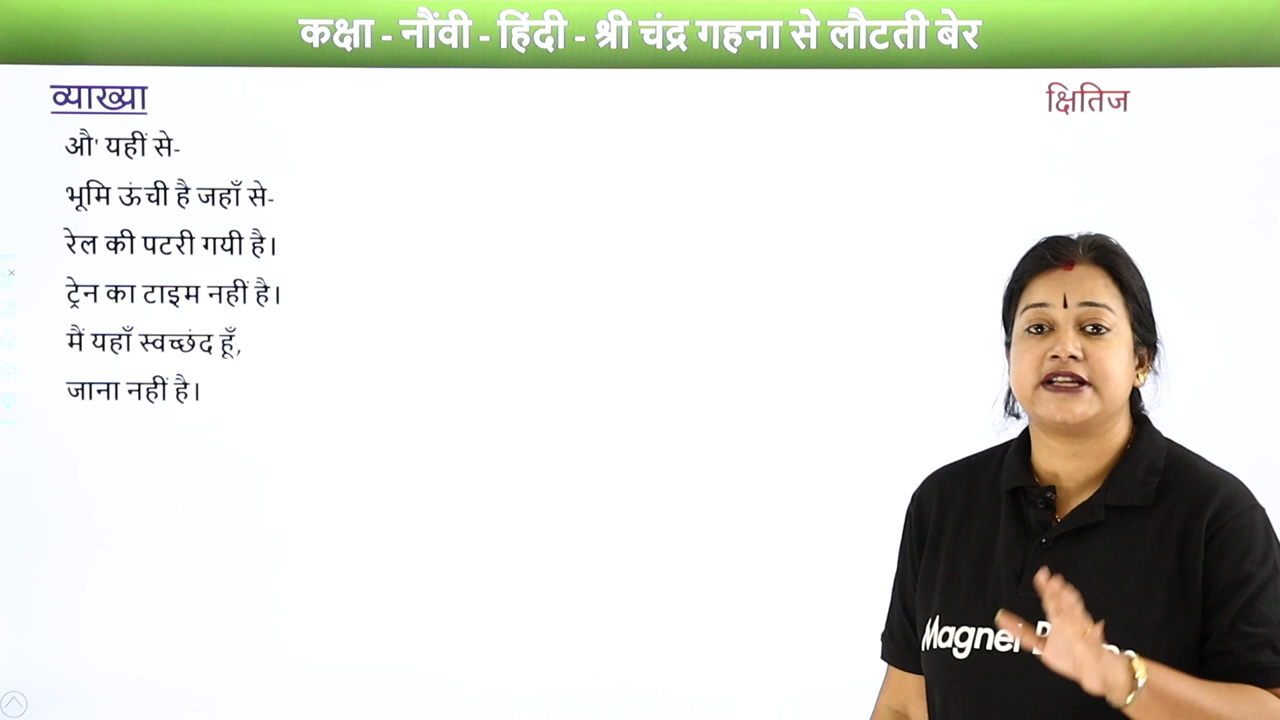 कक्षा - नौंवी - हिंदी - श्री चंद्र गहना से लौटती बेर
व्याख्या
क्षितिज
औ' यहीं से-
भूमि ऊंची है जहाँ से-
रेल की पटरी गयी है।
ट्रेन का टाइम नहीं है।
मैं यहाँ स्वच्छंद हूँ,
जाना नहीं है।